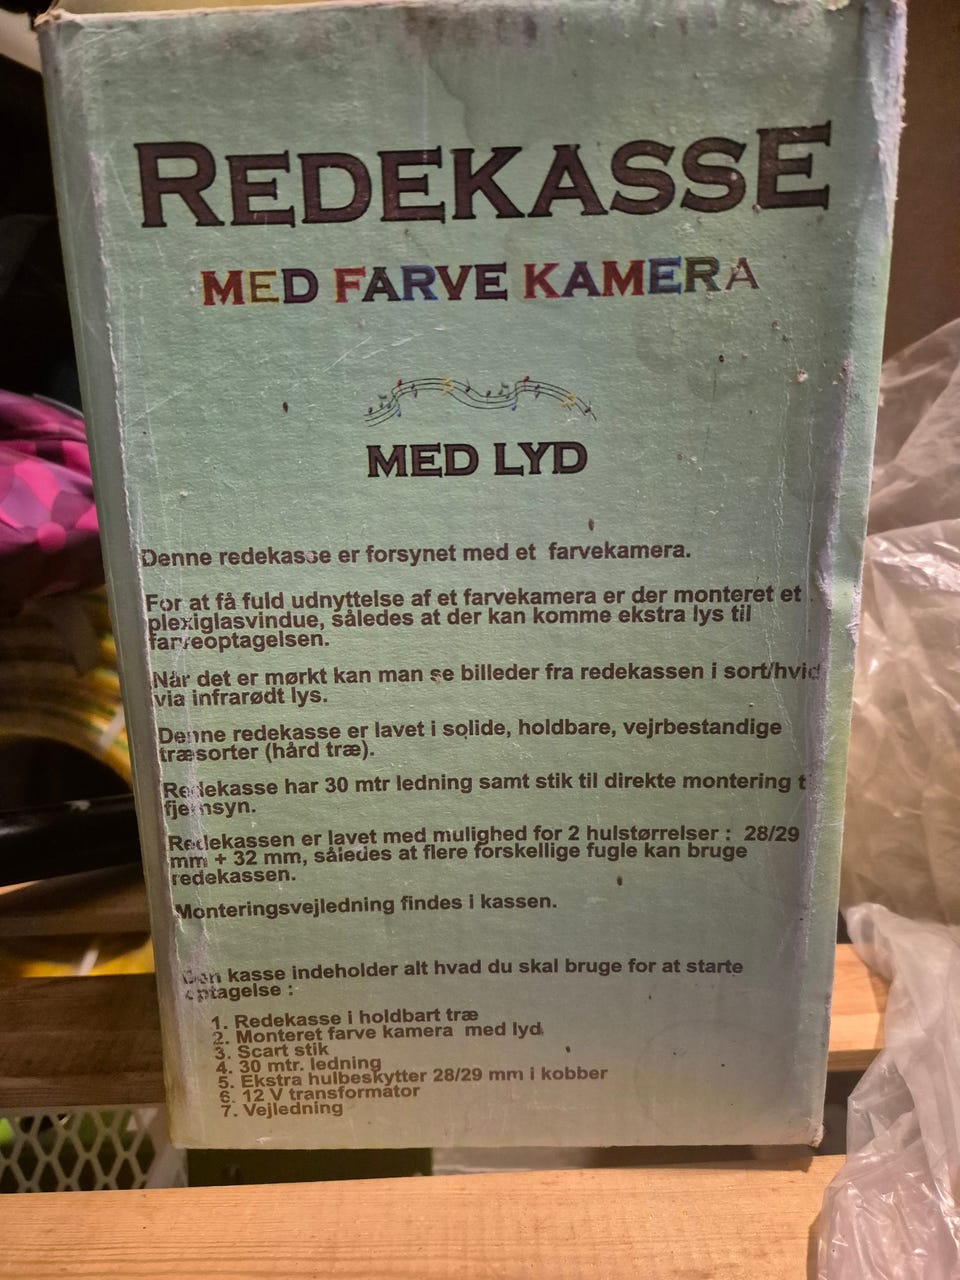 REDEKASSE
MED FARVE KAMERA
MED LYD
Denne redekasse er forsynet med et farvekamera.
For at få fuld udnyttelse af et farvekamera er der monteret et
plexiglasvindue, således at der kan komme ekstra lys til
farveoptagelsen.
Når det er mørkt kan man se billeder fra redekassen i sort/hvid
via infrarødt lys.
Denne redekasse er lavet i solide, holdbare, vejrbestandige
træsorter (hård træ).
Redekasse har 30 mtr ledning samt stik til direkte montering t
fjernsyn.
Redekassen er lavet med mulighed for 2 hulstørrelser : 28/29
mm + 32 mm, således at flere forskellige fugle kan bruge
redekassen.
Monteringsvejledning findes i kassen.
Den kasse indeholder alt hvad du skal bruge for at starte
optagelse :
1. Redekasse i holdbart træ
2. Monteret farve kamera med lyd
3. Scart stik
4. 30 mtr. ledning
5. Ekstra hulbeskytter 28/29 mm i kobber
6. 12 V transformator
7. Vejledning